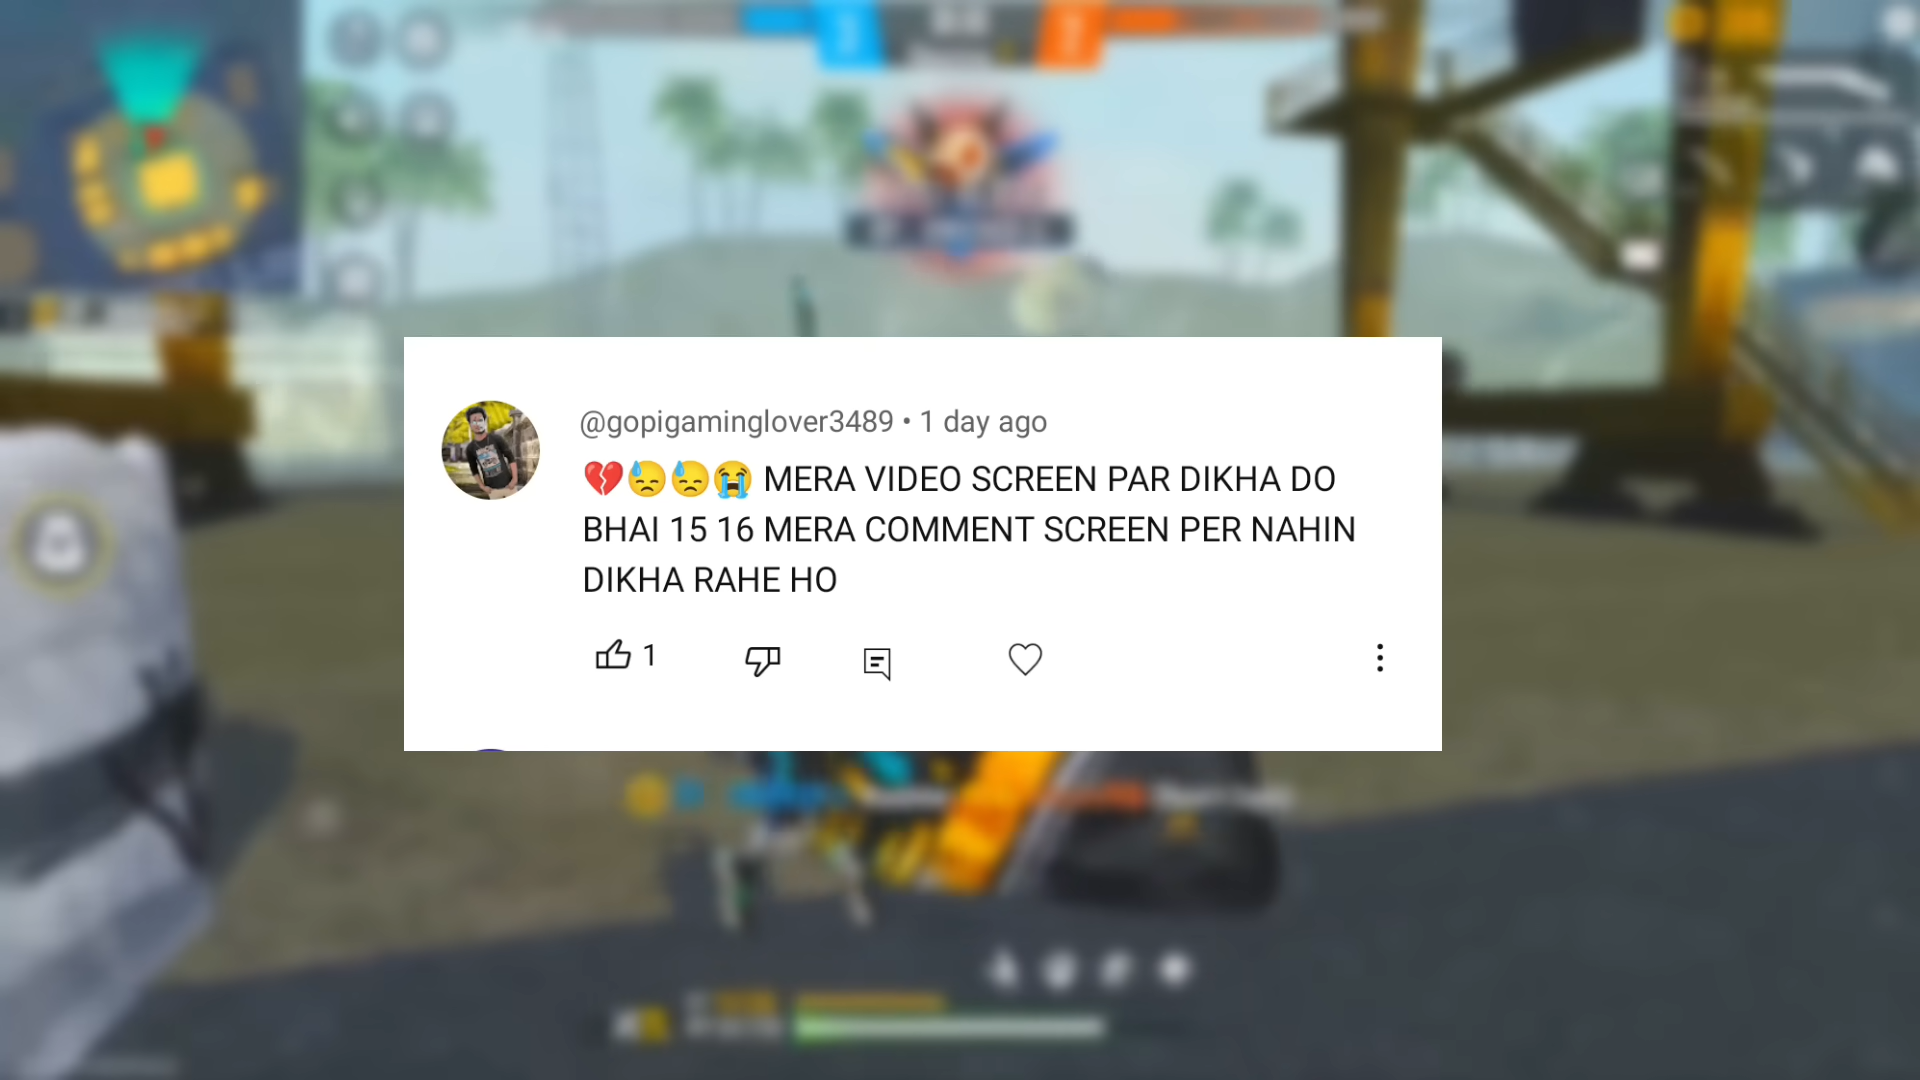 @gopigaminglover3489 • 1 day ago
💔😓😓😭 MERA VIDEO SCREEN PAR DIKHA DO
BHAI 15 16 MERA COMMENT SCREEN PER NAHIN
DIKHA RAHE HO
1